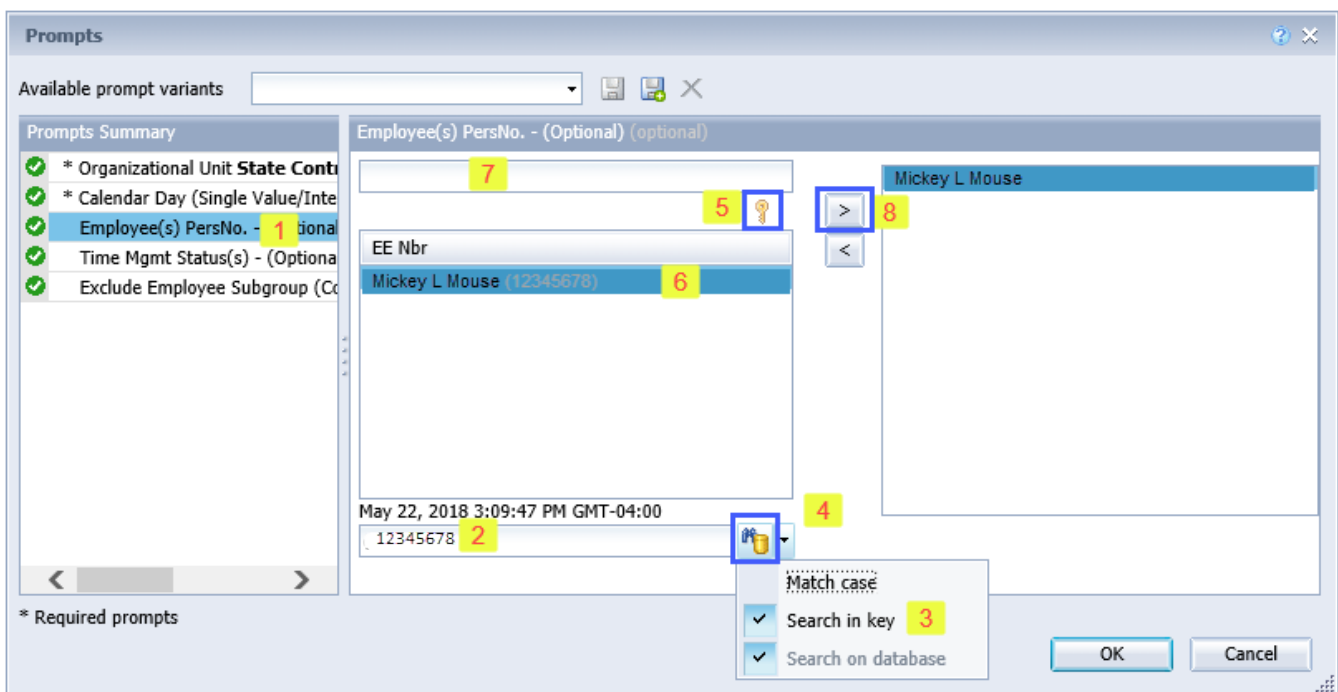 Prompts
Available prompt variants
Prompts Summary
* Organizational Unit State Contr
* Calendar Day (Single Value/Inte
Employee(s) PersNo. - 1 tional
Time Mgmt Status(s) - (Optiona
Exclude Employee Subgroup (Co
* Required prompts
Employee(s) PersNo. - (Optional) (optional)
7
5
EE Nbr
Mickey L Mouse (12345678) 6
May 22, 2018 3:09:47 PM GMT-04:00
12345678 2
4
Match case
Search in key 3
Search on database
> 8
<
Mickey L Mouse
OK Cancel